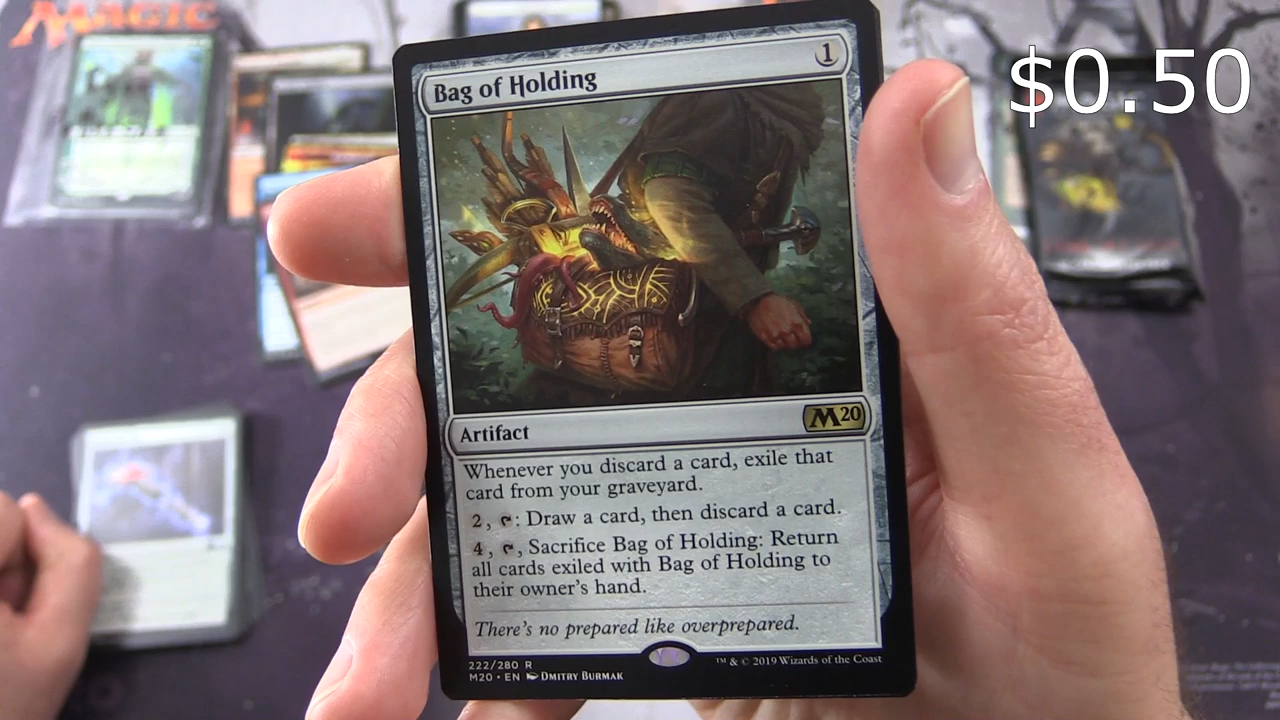 MAGIC
$0.50
Bag of Holding
1
M20
Artifact
Whenever you discard a card, exile that
card from your graveyard.
2, : Draw a card, then discard a card.
4, , Sacrifice Bag of Holding: Return
all cards exiled with Bag of Holding to
their owner's hand.
There's no prepared like overprepared.
222/280 R
M20 • EN Dmitry Burmak
™ & © 2019 Wizards of the Coast